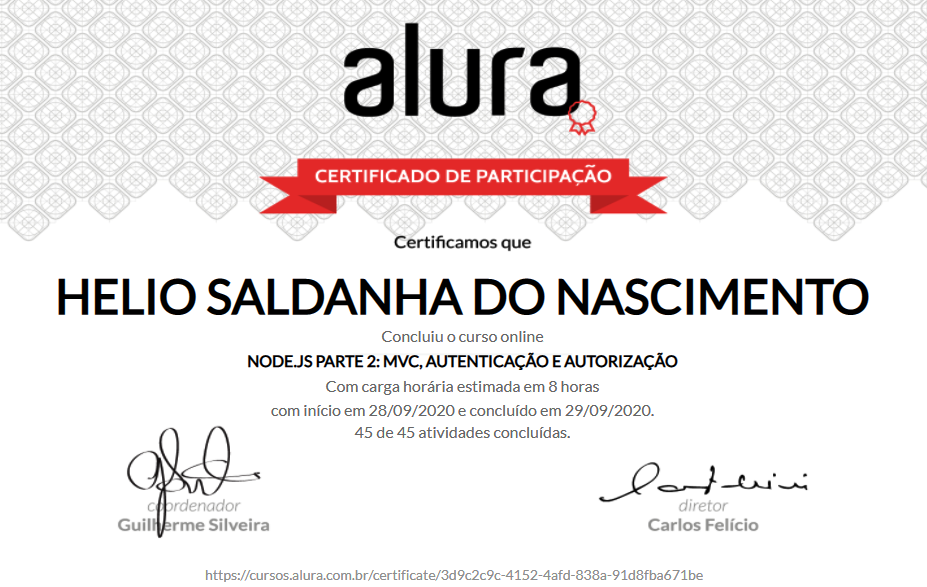 alura
CERTIFICADO DE PARTICIPAÇÃO
Certificamos que
HELIO SALDANHA DO NASCIMENTO
Concluiu o curso online
NODE.JS PARTE 2: MVC, AUTENTICAÇÃO E AUTORIZAÇÃO
Com carga horária estimada em 8 horas
com início em 28/09/2020 e concluído em 29/09/2020.
45 de 45 atividades concluídas.
coordenador
Guilherme Silveira
diretor
Carlos Felício
https://cursos.alura.com.br/certificate/3d9c2c9c-4152-4afd-838a-91d8fba671be